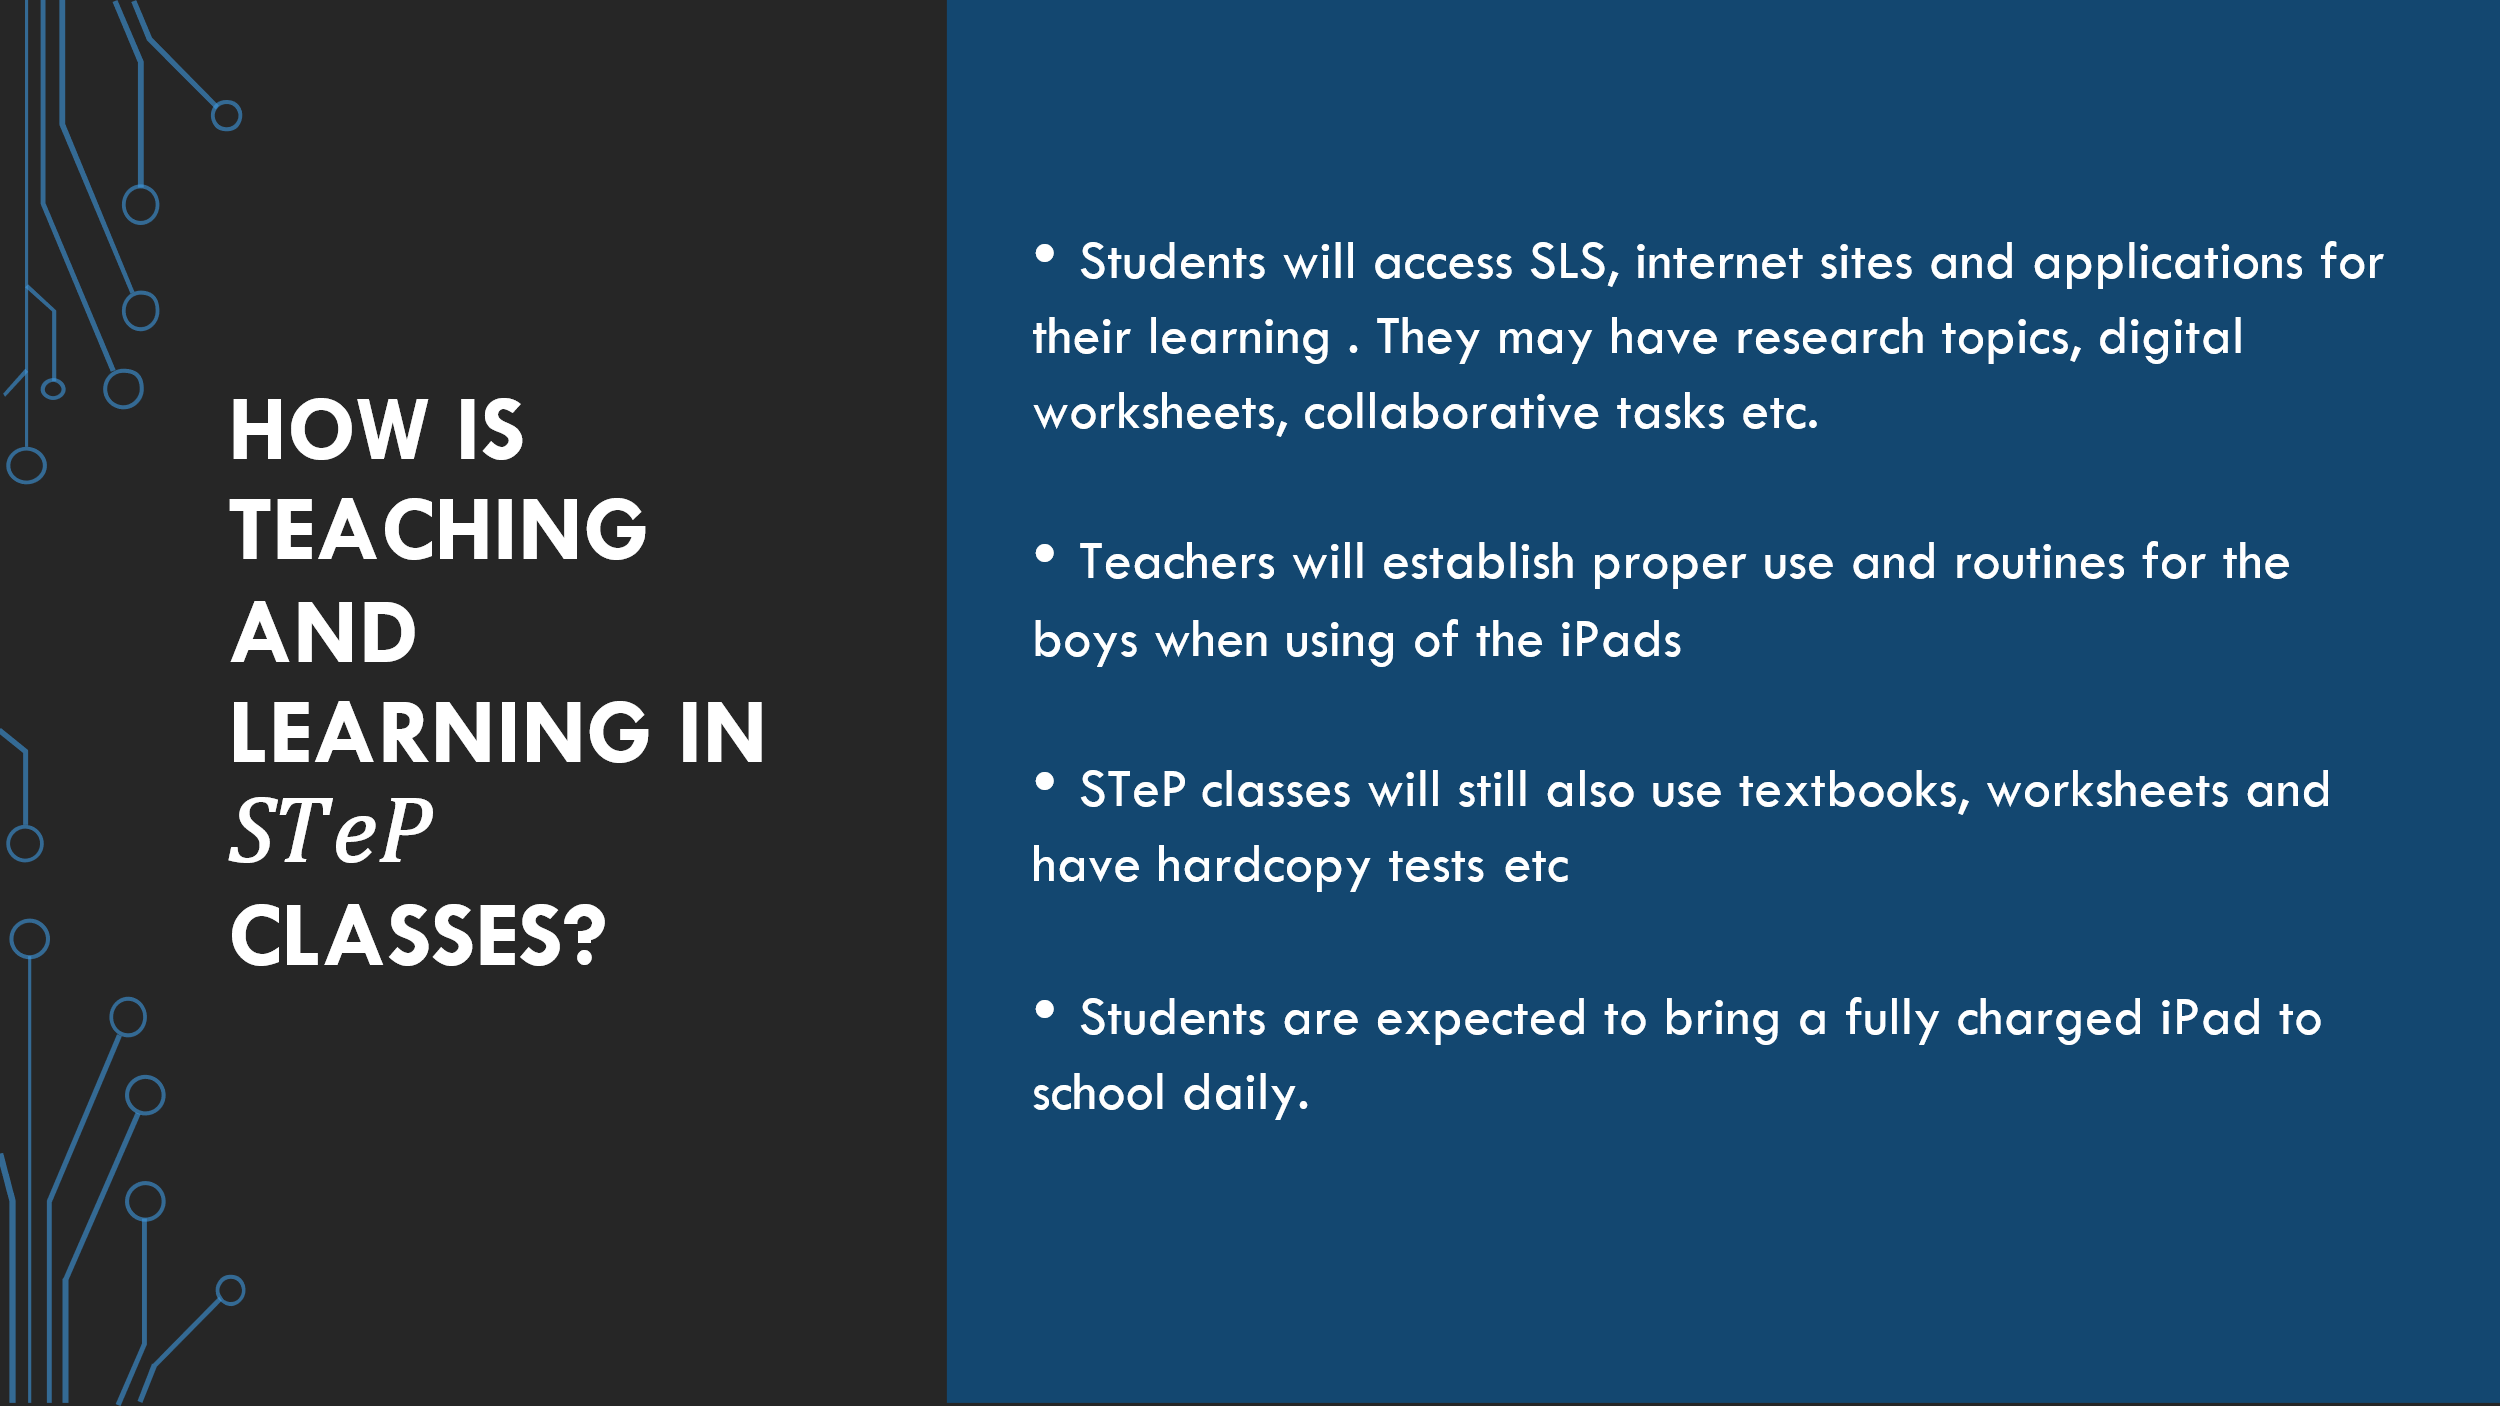 HOW IS
TEACHING
AND
LEARNING IN
STeP
CLASSES?
• Students will access SLS, internet sites and applications for
their learning . They may have research topics, digital
worksheets, collaborative tasks etc.
• Teachers will establish proper use and routines for the
boys when using of the iPads
• STeP classes will still also use textbooks, worksheets and
have hardcopy tests etc
• Students are expected to bring a fully charged iPad to
school daily.